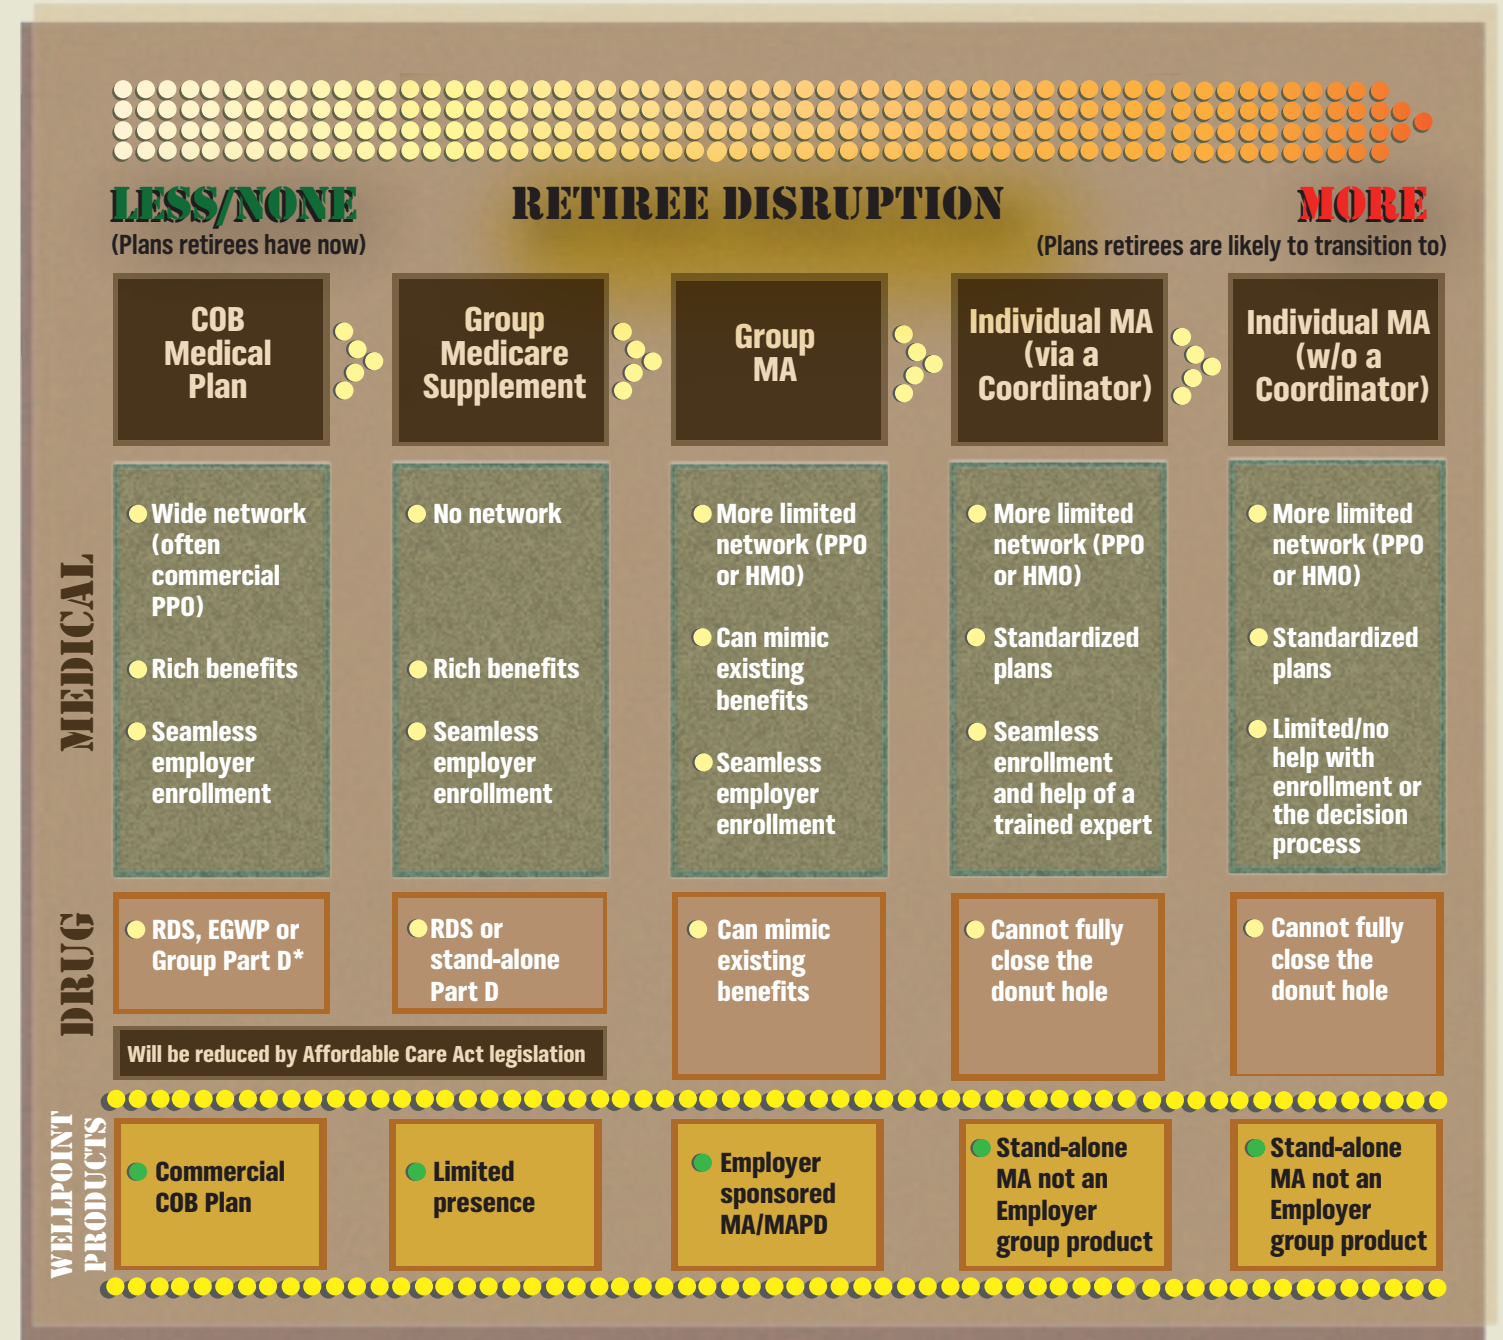 LESS/NONE
RETIREE DISRUPTION
MORE
(Plans retirees have now)
(Plans retirees are likely to transition to)
COB
Medical
Plan
Group
Medicare
Supplement
Group
MA
Individual MA
(via a
Coordinator)
Individual MA
(w/o a
Coordinator)
MEDICAL
Wide network
(often
commercial
PPO)
Rich benefits
Seamless
employer
enrollment
No network
Rich benefits
Seamless
employer
enrollment
More limited
network (PPO
or HMO)
Can mimic
existing
benefits
Seamless
employer
enrollment
More limited
network (PPO
or HMO)
Standardized
plans
Seamless
enrollment
and help of a
trained expert
More limited
network (PPO
or HMO)
Standardized
plans
Limited/no
help with
enrollment or
the decision
process
DRUG
RDS, EGWP or
Group Part D*
RDS or
stand-alone
Part D
Can mimic
existing
benefits
Cannot fully
close the
donut hole
Cannot fully
close the
donut hole
Will be reduced by Affordable Care Act legislation
WELLPOINT
PRODUCTS
Commercial
COB Plan
Limited
presence
Employer
sponsored
MA/MAPD
Stand-alone
MA not an
Employer
group product
Stand-alone
MA not an
Employer
group product